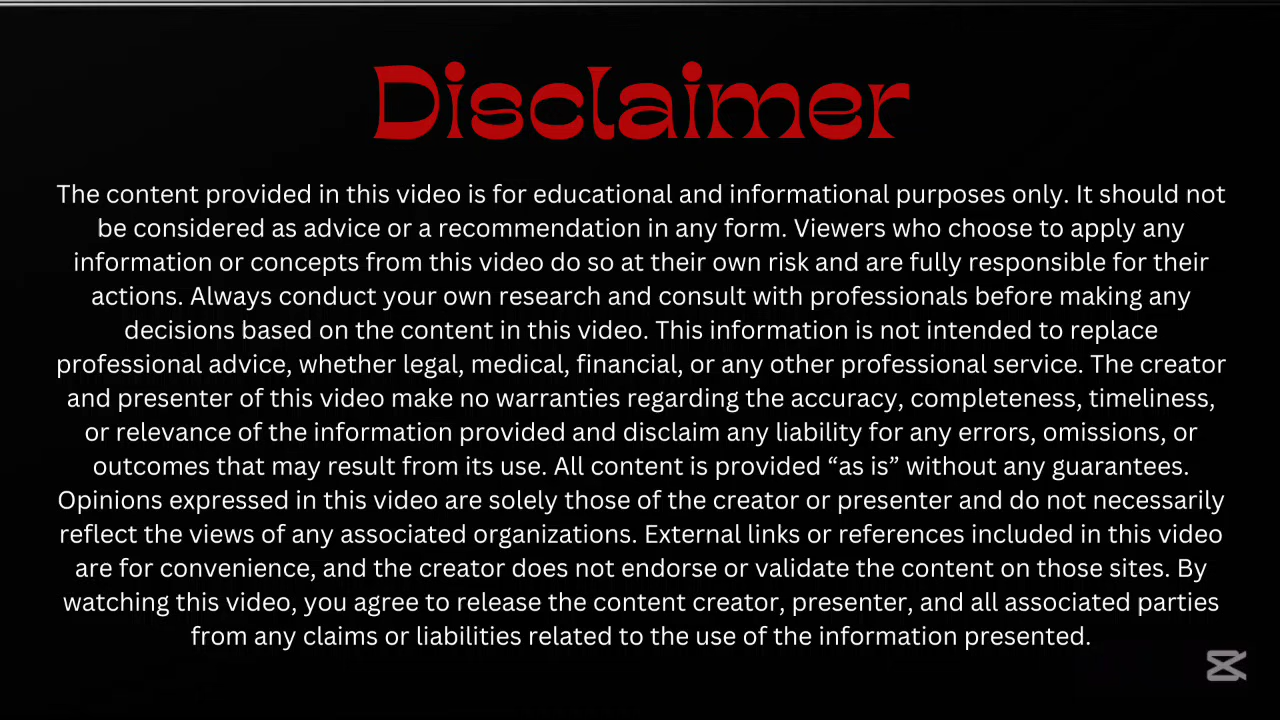 Disclaimer
The content provided in this video is for educational and informational purposes only. It should not
be considered as advice or a recommendation in any form. Viewers who choose to apply any
information or concepts from this video do so at their own risk and are fully responsible for their
actions. Always conduct your own research and consult with professionals before making any
decisions based on the content in this video. This information is not intended to replace
professional advice, whether legal, medical, financial, or any other professional service. The creator
and presenter of this video make no warranties regarding the accuracy, completeness, timeliness,
or relevance of the information provided and disclaim any liability for any errors, omissions, or
outcomes that may result from its use. All content is provided “as is” without any guarantees.
Opinions expressed in this video are solely those of the creator or presenter and do not necessarily
reflect the views of any associated organizations. External links or references included in this video
are for convenience, and the creator does not endorse or validate the content on those sites. By
watching this video, you agree to release the content creator, presenter, and all associated parties
from any claims or liabilities related to the use of the information presented.